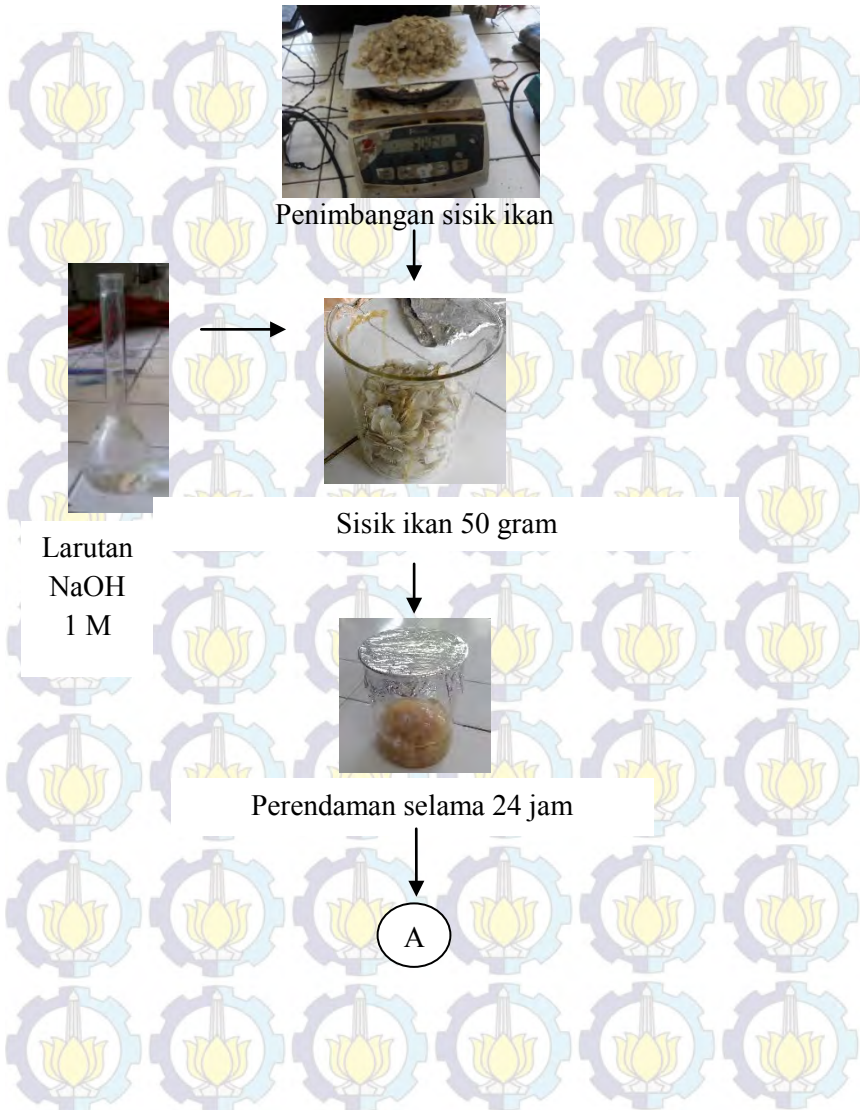 Penimbangan sisik ikan
Larutan
NaOH
1 M
Sisik ikan 50 gram
Perendaman selama 24 jam
A